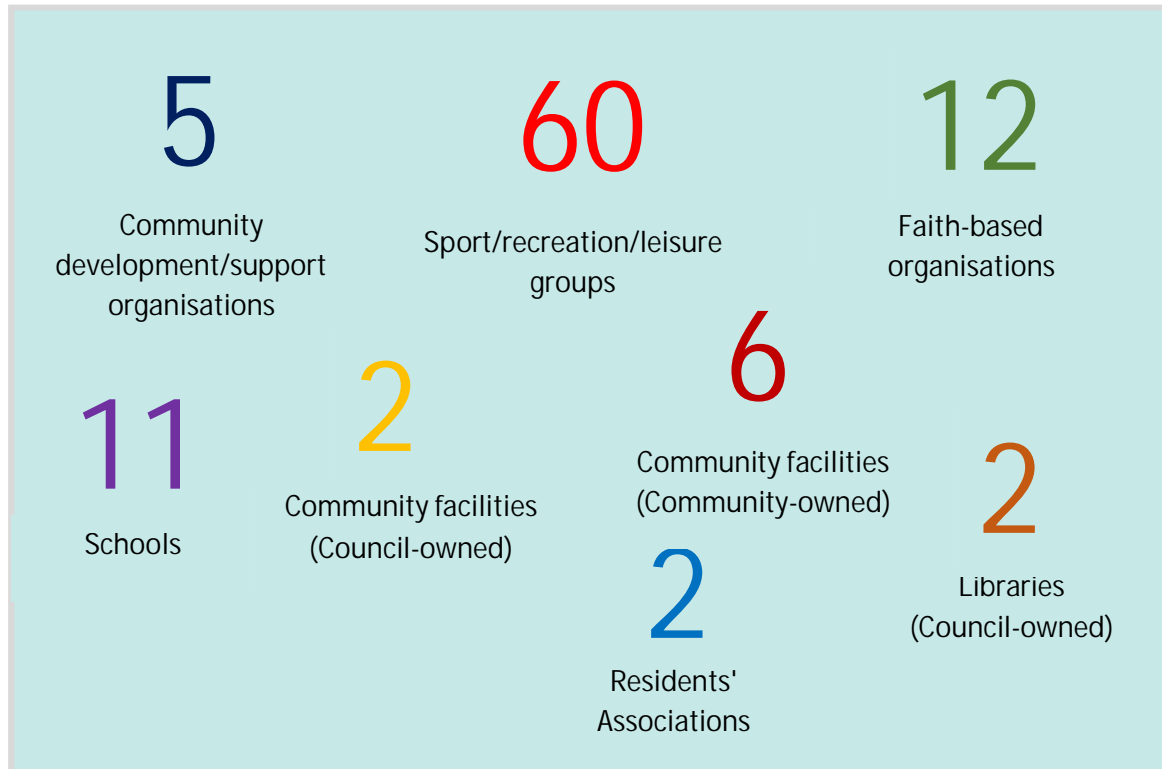 5
Community
development/support
organisations
60
Sport/recreation/leisure
groups
12
Faith-based
organisations
11
Schools
2
Community facilities
(Council-owned)
6
Community facilities
(Community-owned)
2
Libraries
(Council-owned)
2
Residents'
Associations